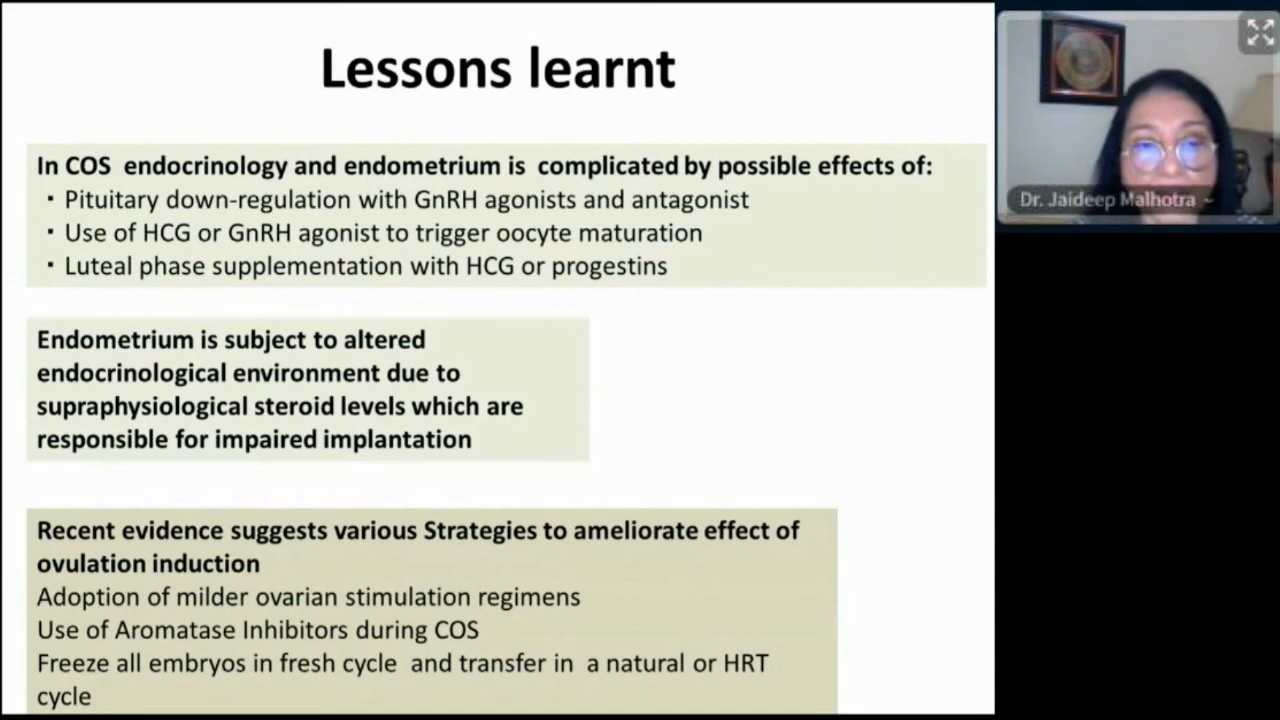 Lessons learnt
In COS endocrinology and endometrium is complicated by possible effects of:
▪ Pituitary down-regulation with GnRH agonists and antagonist
▪ Use of HCG or GnRH agonist to trigger oocyte maturation
▪ Luteal phase supplementation with HCG or progestins
Endometrium is subject to altered
endocrinological environment due to
supraphysiological steroid levels which are
responsible for impaired implantation
Recent evidence suggests various Strategies to ameliorate effect of
ovulation induction
Adoption of milder ovarian stimulation regimens
Use of Aromatase Inhibitors during COS
Freeze all embryos in fresh cycle and transfer in a natural or HRT
cycle
Dr. Jaideep Malhotra